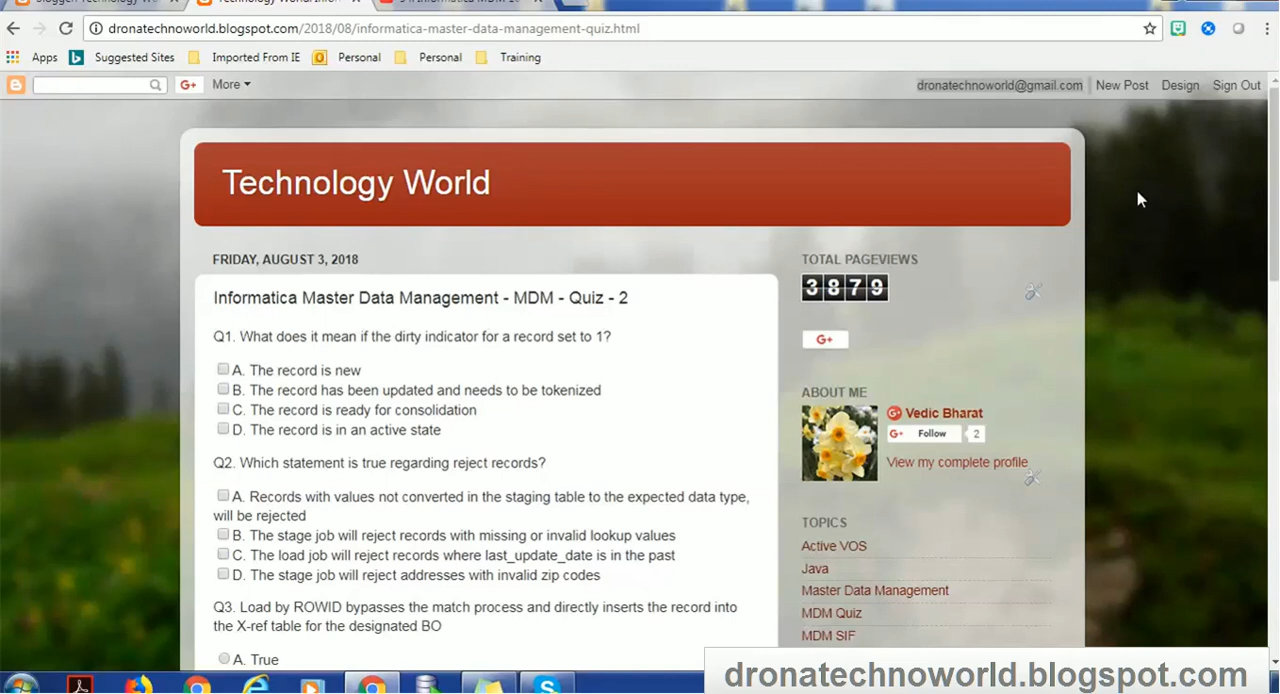 dronatechnoworld.blogspot.com/2018/08/informatica-master-data-management-quiz.html
Apps Suggested Sites Imported From IE Personal Personal Training
G+ More dronatechnoworld@gmail.com New Post Design Sign Out
Technology World
FRIDAY, AUGUST 3, 2018
Informatica Master Data Management - MDM - Quiz - 2
Q1. What does it mean if the dirty indicator for a record set to 1?
A. The record is new
B. The record has been updated and needs to be tokenized
C. The record is ready for consolidation
D. The record is in an active state
Q2. Which statement is true regarding reject records?
A. Records with values not converted in the staging table to the expected data type,
will be rejected
B. The stage job will reject records with missing or invalid lookup values
C. The load job will reject records where last_update_date is in the past
D. The stage job will reject addresses with invalid zip codes
Q3. Load by ROWID bypasses the match process and directly inserts the record into
the X-ref table for the designated BO
A. True
TOTAL PAGEVIEWS
3879
G+
ABOUT ME
Vedic Bharat
G+ Follow 2
View my complete profile
TOPICS
Active VOS
Java
Master Data Management
MDM Quiz
MDM SIF
dronatechnoworld.blogspot.com